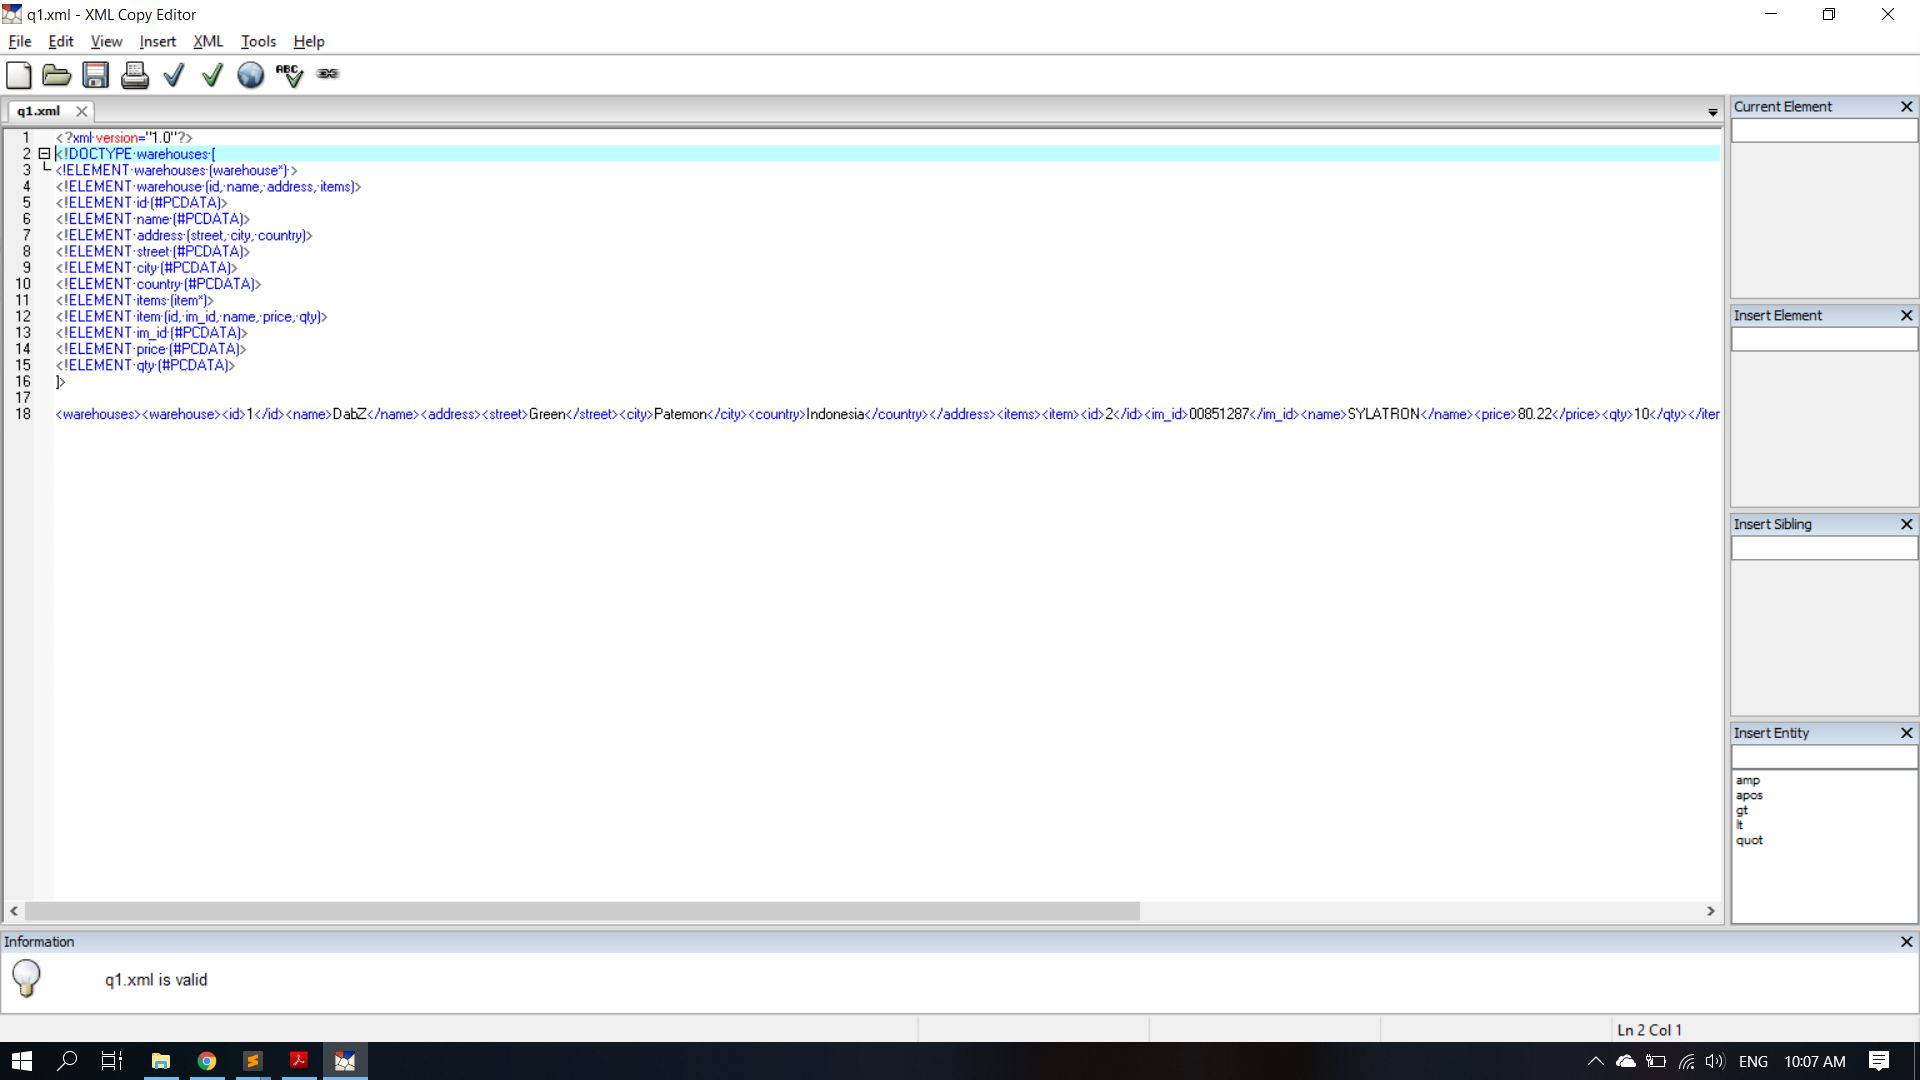 q1.xml - XML Copy Editor
File Edit View Insert XML Tools Help
ABC
q1.xml
1 <?xml·version="1.0"?>
2 <!DOCTYPE·warehouses·[
3 <!ELEMENT·warehouses·(warehouse*)·>
4 <!ELEMENT·warehouse·(id,·name,·address,·items)>
5 <!ELEMENT·id·(#PCDATA)>
6 <!ELEMENT·name·(#PCDATA)>
7 <!ELEMENT·address·(street,·city,·country)>
8 <!ELEMENT·street·(#PCDATA)>
9 <!ELEMENT·city·(#PCDATA)>
10 <!ELEMENT·country·(#PCDATA)>
11 <!ELEMENT·items·(item*)>
12 <!ELEMENT·item·(id,·im_id,·name,·price,·qty)>
13 <!ELEMENT·im_id·(#PCDATA)>
14 <!ELEMENT·price·(#PCDATA)>
15 <!ELEMENT·qty·(#PCDATA)>
16 ]>
17
18 <warehouses><warehouse><id>1</id><name>DabZ</name><address><street>Green</street><city>Patemon</city><country>Indonesia</country></address><items><item><id>2</id><im_id>00851287</im_id><name>SYLATRON</name><price>80.22</price><qty>10</qty></iter
Current Element
Insert Element
Insert Sibling
Insert Entity
amp
apos
gt
lt
quot
Information
q1.xml is valid
Ln 2 Col 1
ENG 10:07 AM